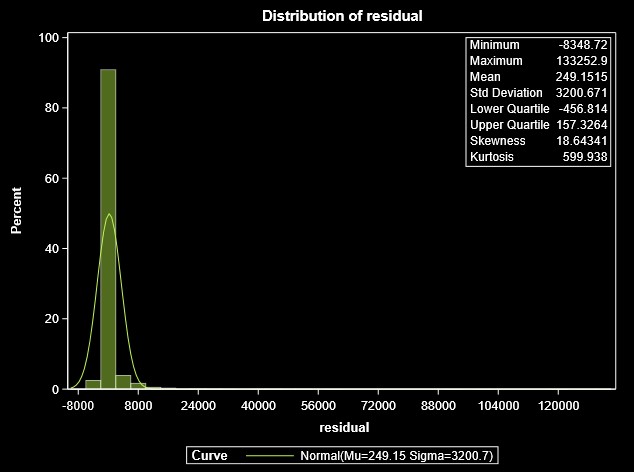 Distribution of residual
100
80
60
40
20
0
Percent
Minimum -8348.72
Maximum 133252.9
Mean 249.1515
Std Deviation 3200.671
Lower Quartile -456.814
Upper Quartile 157.3264
Skewness 18.64341
Kurtosis 599.938
-8000 8000 24000 40000 56000 72000 88000 104000 120000
residual
Curve Normal(Mu=249.15 Sigma=3200.7)